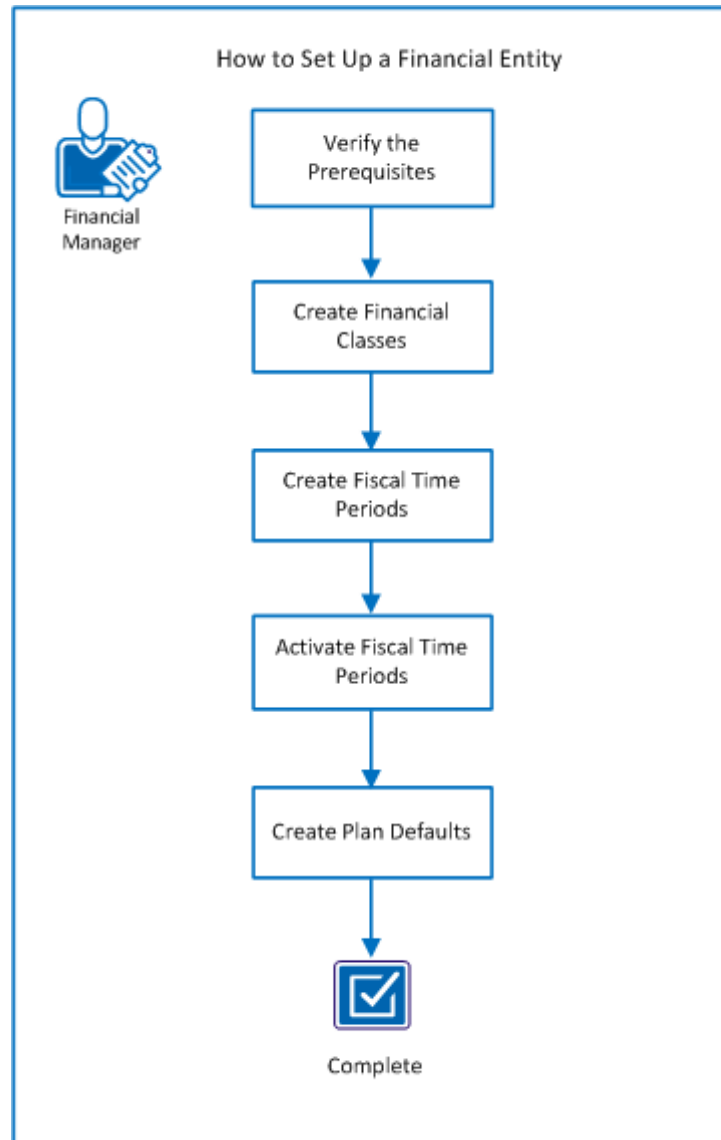 How to Set Up a Financial Entity
Financial
Manager
Verify the
Prerequisites
Create Financial
Classes
Create Fiscal Time
Periods
Activate Fiscal Time
Periods
Create Plan Defaults
Complete